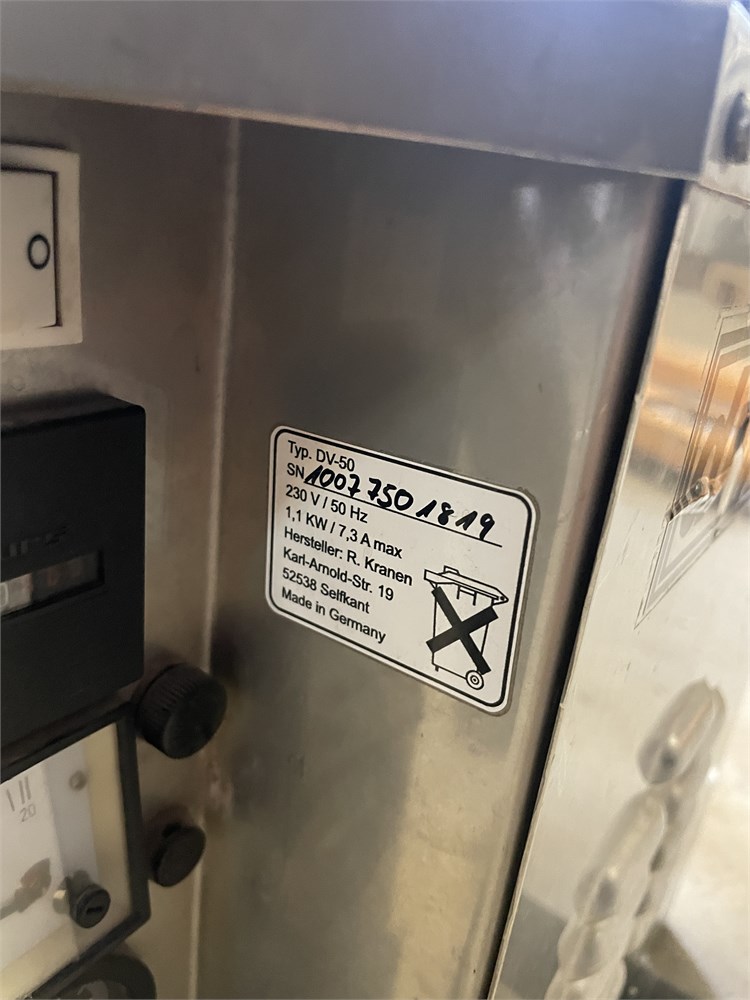 O
Typ. DV-50
SN 1007 750 1819
230 V / 50 Hz
1,1 KW / 7,3 A max
Hersteller: R. Kranen
Karl-Arnold-Str. 19
52538 Selfkant
Made in Germany
20